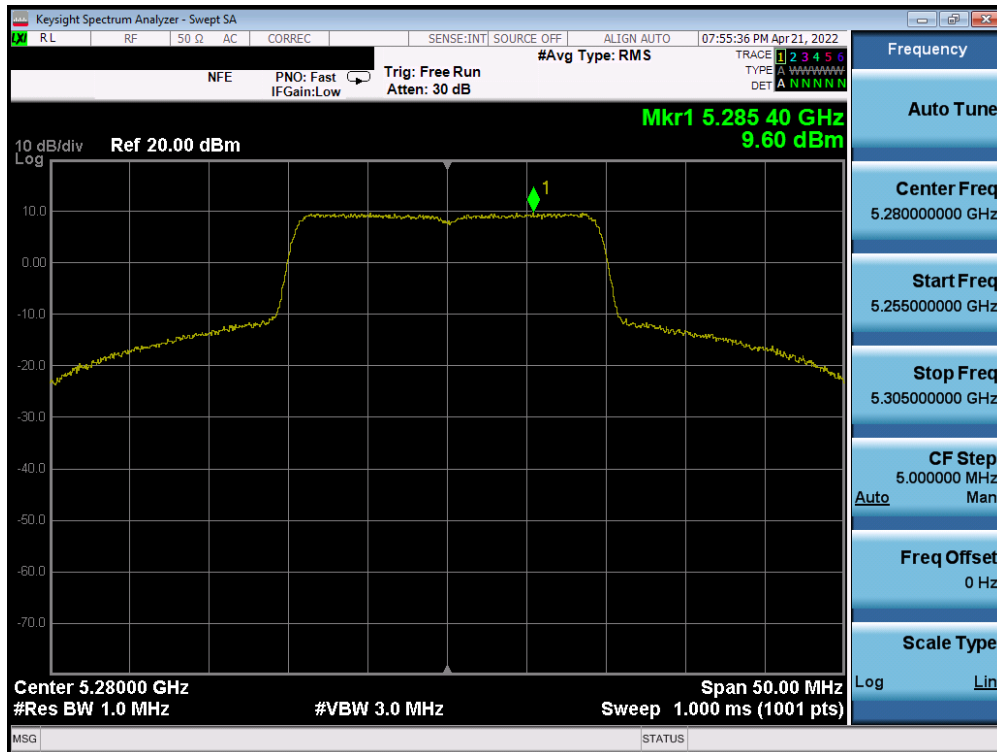 Keysight Spectrum Analyzer - Swept SA
LXI RL RF 50 Ω AC CORREC SENSE:INT SOURCE OFF ALIGN AUTO 07:55:36 PM Apr 21, 2022
#Avg Type: RMS
NFE PNO: Fast Trig: Free Run
IFGain:Low Atten: 30 dB
TRACE 1 2 3 4 5 6
TYPE A WWWWW
DET A N N N N N
Mkr1 5.285 40 GHz
9.60 dBm
10 dB/div Ref 20.00 dBm
Log
1
10.0
0.00
-10.0
-20.0
-30.0
-40.0
-50.0
-60.0
-70.0
Center 5.28000 GHz Span 50.00 MHz
#Res BW 1.0 MHz #VBW 3.0 MHz Sweep 1.000 ms (1001 pts)
MSG STATUS
Frequency
Auto Tune
Center Freq
5.280000000 GHz
Start Freq
5.255000000 GHz
Stop Freq
5.305000000 GHz
CF Step
5.000000 MHz
Auto Man
Freq Offset
0 Hz
Scale Type
Log Lin